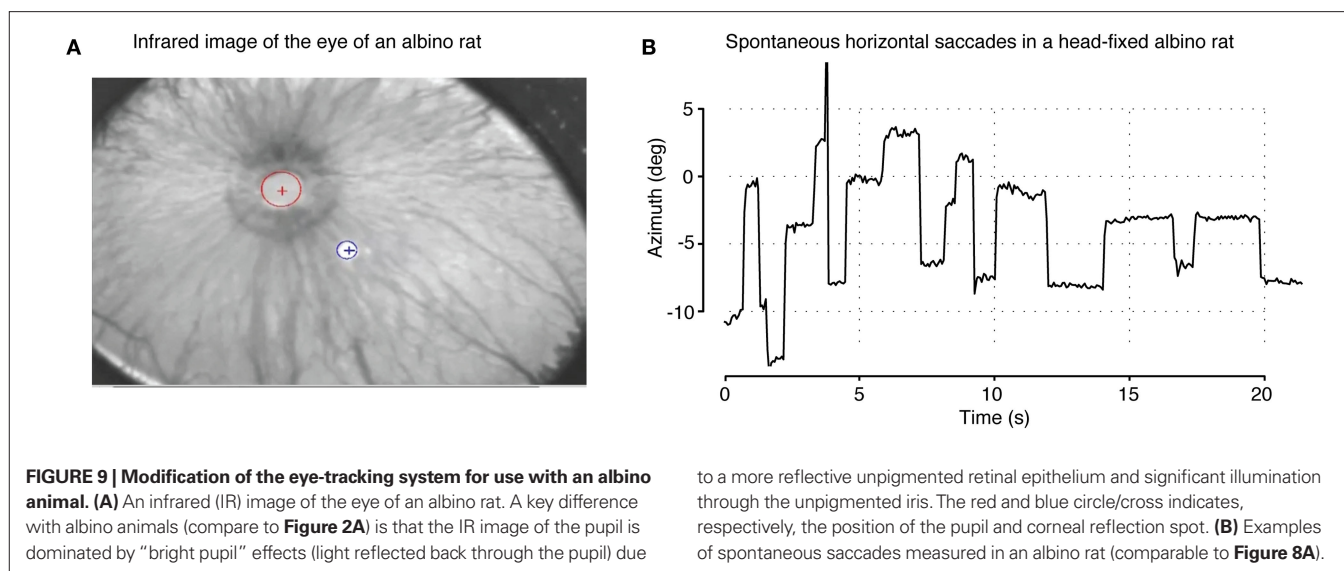 A
Infrared image of the eye of an albino rat
B
Spontaneous horizontal saccades in a head-fixed albino rat
5
0
-5
-10
Azimuth (deg)
0 5 10 15 20
Time (s)
FIGURE 9 | Modification of the eye-tracking system for use with an albino
animal. (A) An infrared (IR) image of the eye of an albino rat. A key difference
with albino animals (compare to Figure 2A) is that the IR image of the pupil is
dominated by “bright pupil” effects (light reflected back through the pupil) due
to a more reflective unpigmented retinal epithelium and significant illumination
through the unpigmented iris. The red and blue circle/cross indicates,
respectively, the position of the pupil and corneal reflection spot. (B) Examples
of spontaneous saccades measured in an albino rat (comparable to Figure 8A).